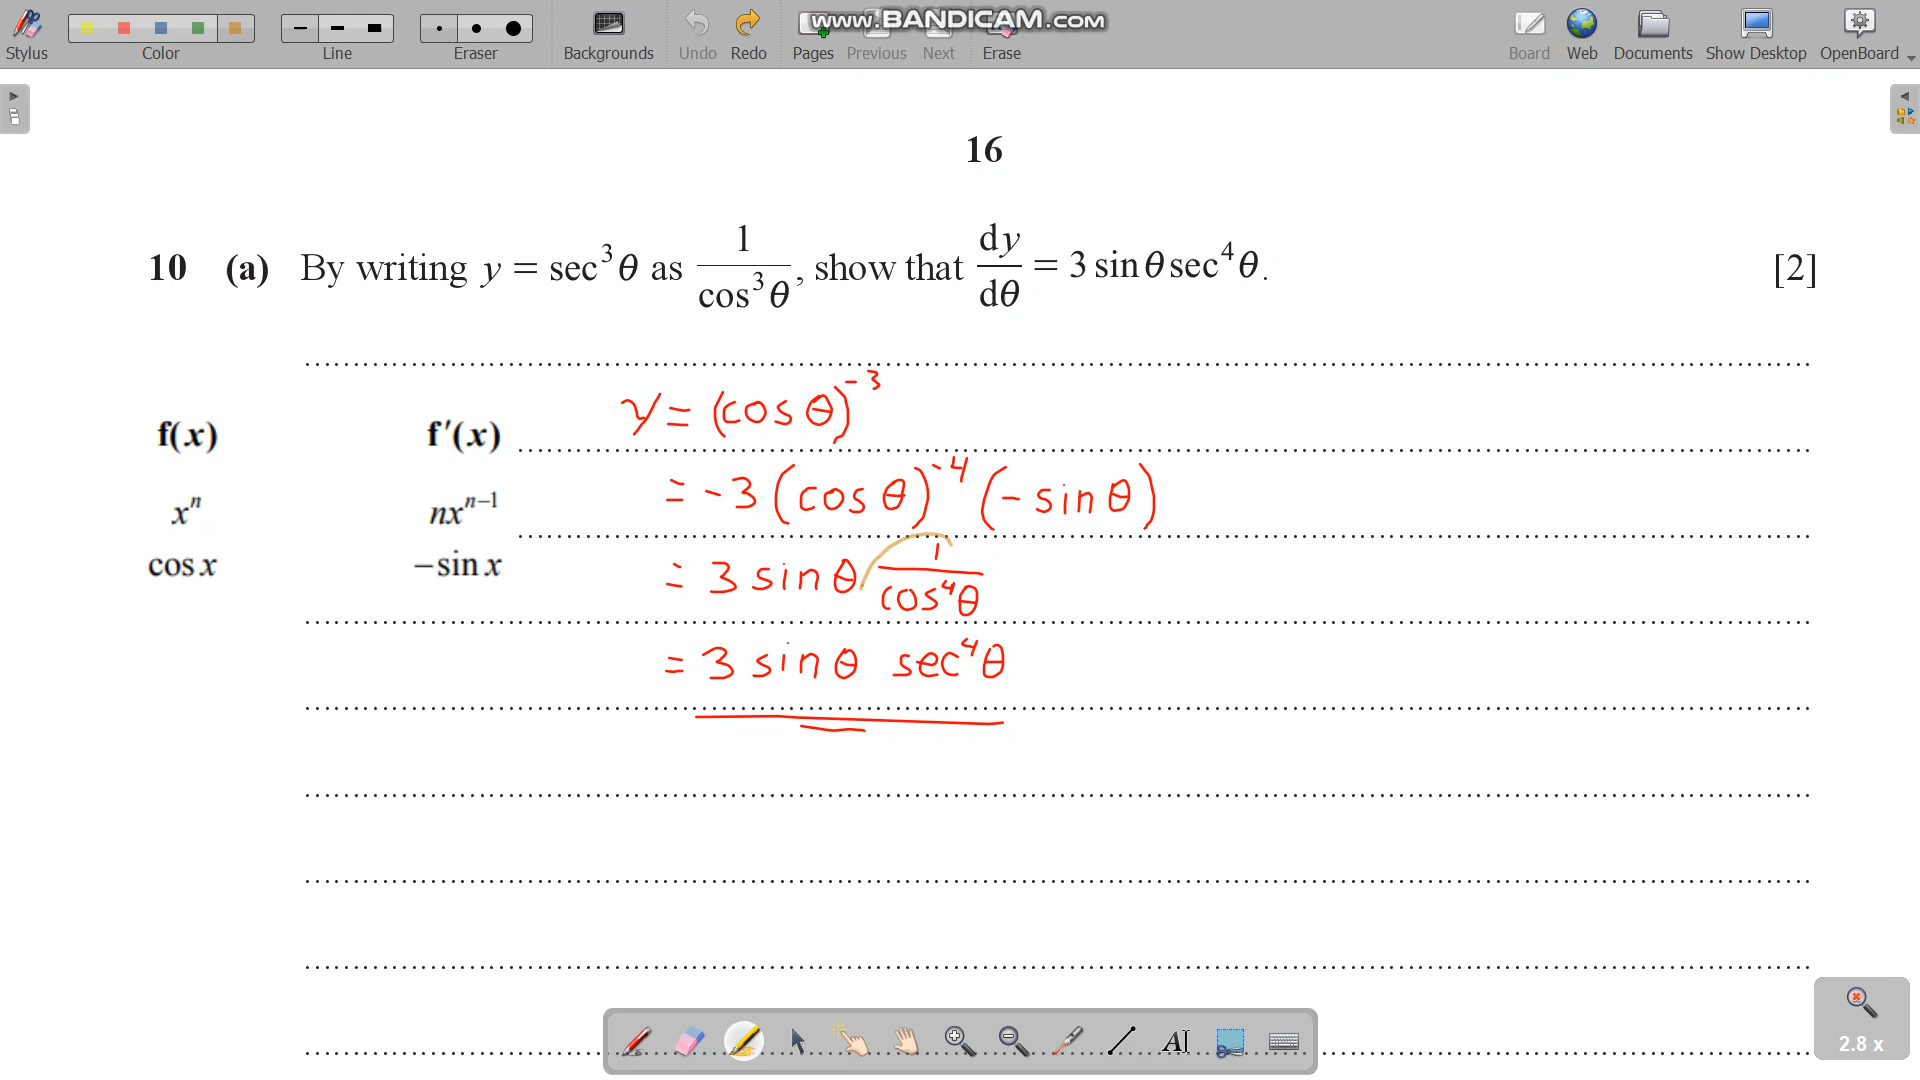 www.BANDICAM.com
Stylus Color Line Eraser Backgrounds Undo Redo Pages Previous Next Erase Board Web Documents Show Desktop OpenBoard
16
10 (a) By writing y = sec³θ as 1/cos³θ, show that dy/dθ = 3 sinθ sec⁴θ. [2]
y = (cos θ)⁻³
f(x) f′(x)
= -3 (cos θ)⁻⁴ (- sin θ)
xⁿ nxⁿ⁻¹
cos x −sin x
= 3 sin θ 1/cos⁴θ
= 3 sin θ sec⁴θ
2.8 x